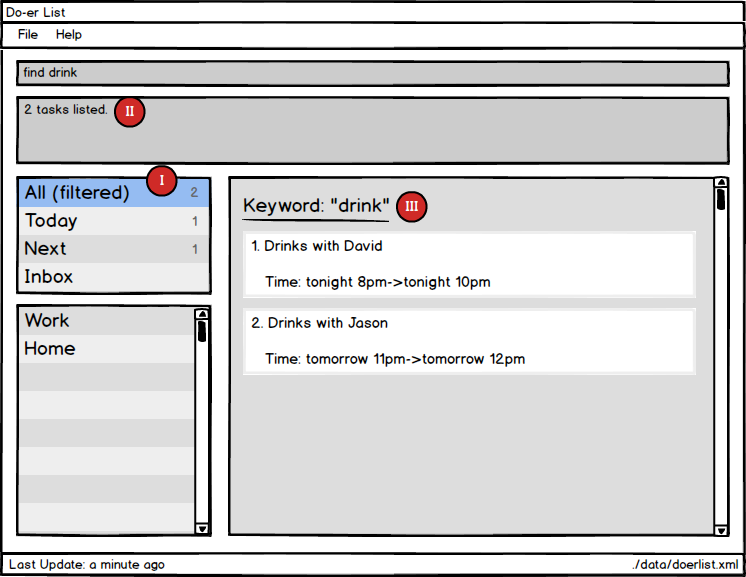 Do-er List
File Help
find drink
2 tasks listed. II
I
All (filtered) 2
Today 1
Next 1
Inbox
Work
Home
Keyword: "drink" III
1. Drinks with David
Time: tonight 8pm->tonight 10pm
2. Drinks with Jason
Time: tomorrow 11pm->tomorrow 12pm
Last Update: a minute ago ./data/doerlist.xml